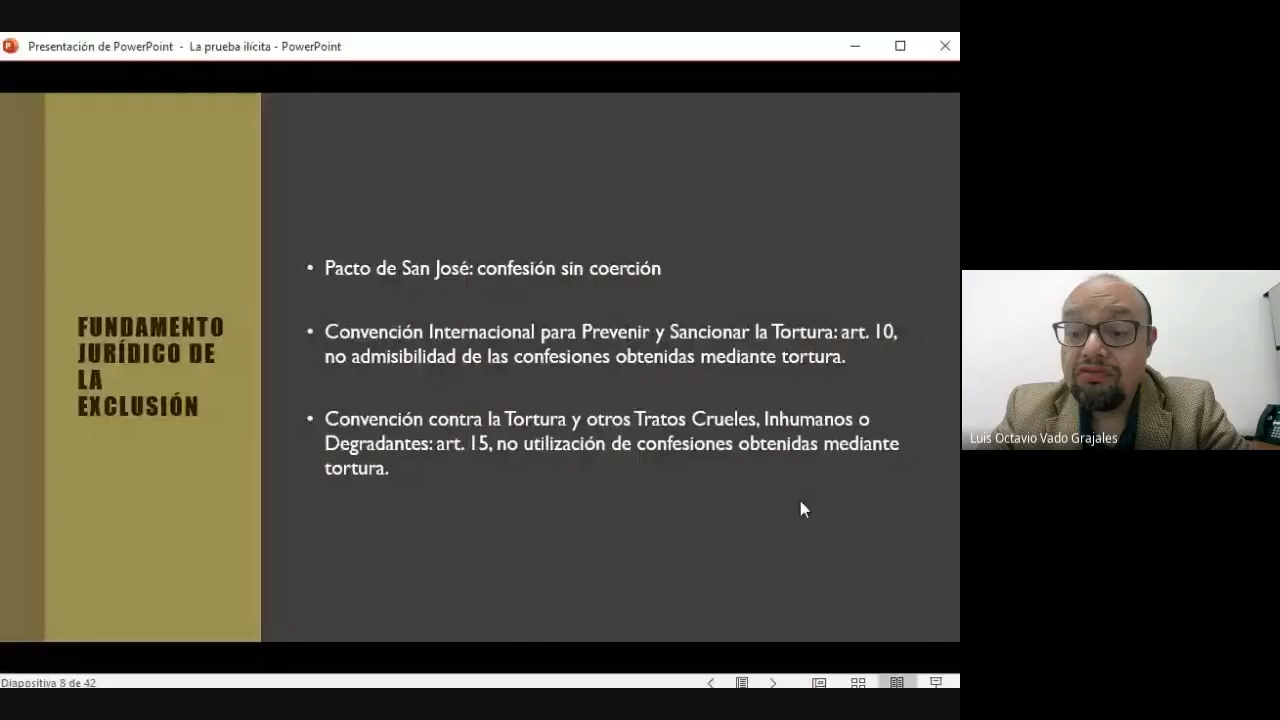 Presentación de PowerPoint - La prueba ilícita - PowerPoint
FUNDAMENTO
JURÍDICO DE
LA
EXCLUSIÓN
• Pacto de San José: confesión sin coerción
• Convención Internacional para Prevenir y Sancionar la Tortura: art. 10,
no admisibilidad de las confesiones obtenidas mediante tortura.
• Convención contra la Tortura y otros Tratos Crueles, Inhumanos o
Degradantes: art. 15, no utilización de confesiones obtenidas mediante
tortura.
Luis Octavio Vado Grajales
Diapositiva 8 de 42